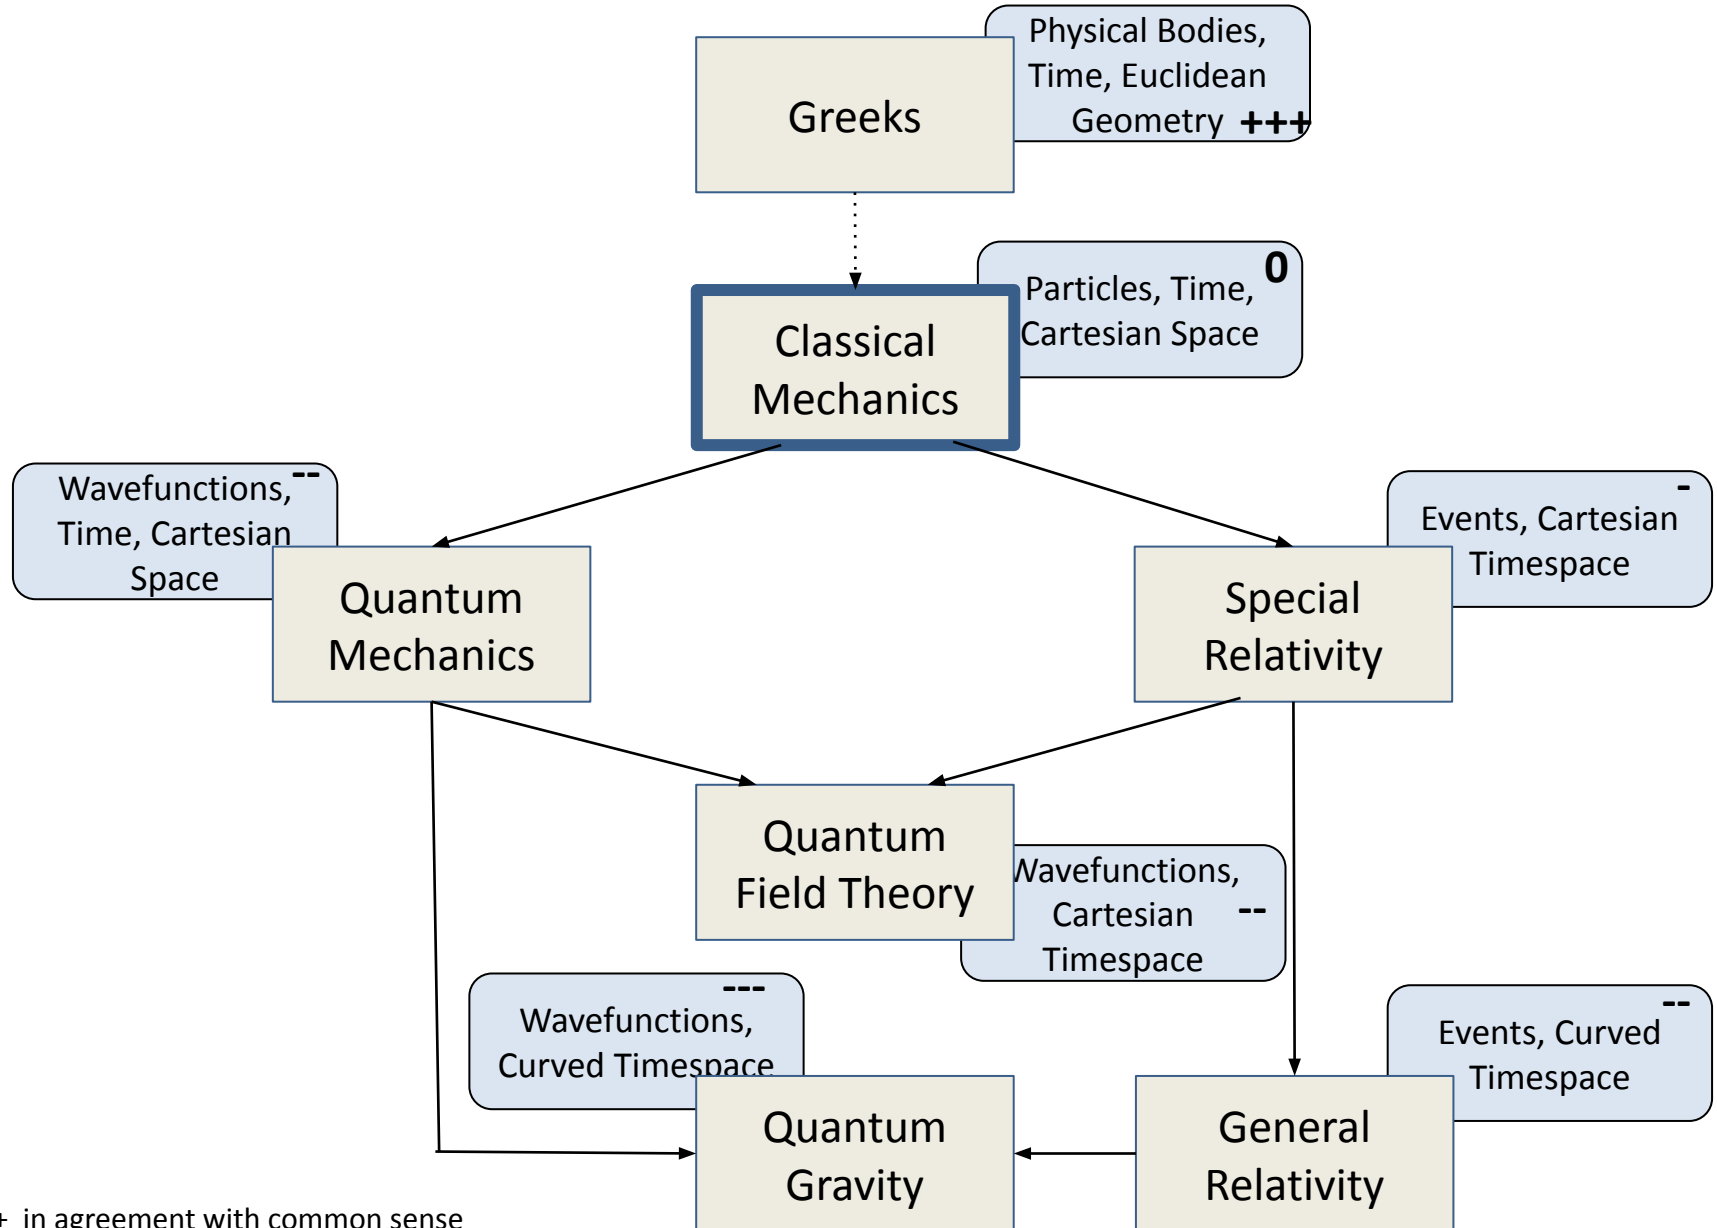 Physical Bodies,
Time, Euclidean
Geometry +++
Greeks
0
Particles, Time,
Cartesian Space
Classical
Mechanics
--
Wavefunctions,
Time, Cartesian
Space
Quantum
Mechanics
-
Events, Cartesian
Timespace
Special
Relativity
Quantum
Field Theory
Wavefunctions,
Cartesian --
Timespace
---
Wavefunctions,
Curved Timespace
Quantum
Gravity
--
Events, Curved
Timespace
General
Relativity
+ in agreement with common sense